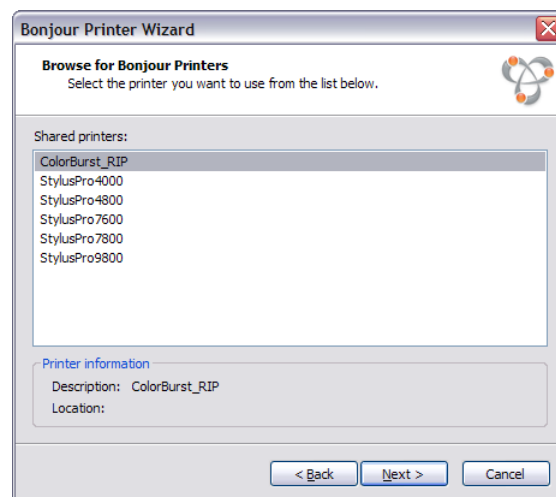 Bonjour Printer Wizard
Browse for Bonjour Printers
Select the printer you want to use from the list below.
Shared printers:
ColorBurst_RIP
StylusPro4000
StylusPro4800
StylusPro7600
StylusPro7800
StylusPro9800
Printer information
Description: ColorBurst_RIP
Location:
< Back Next > Cancel